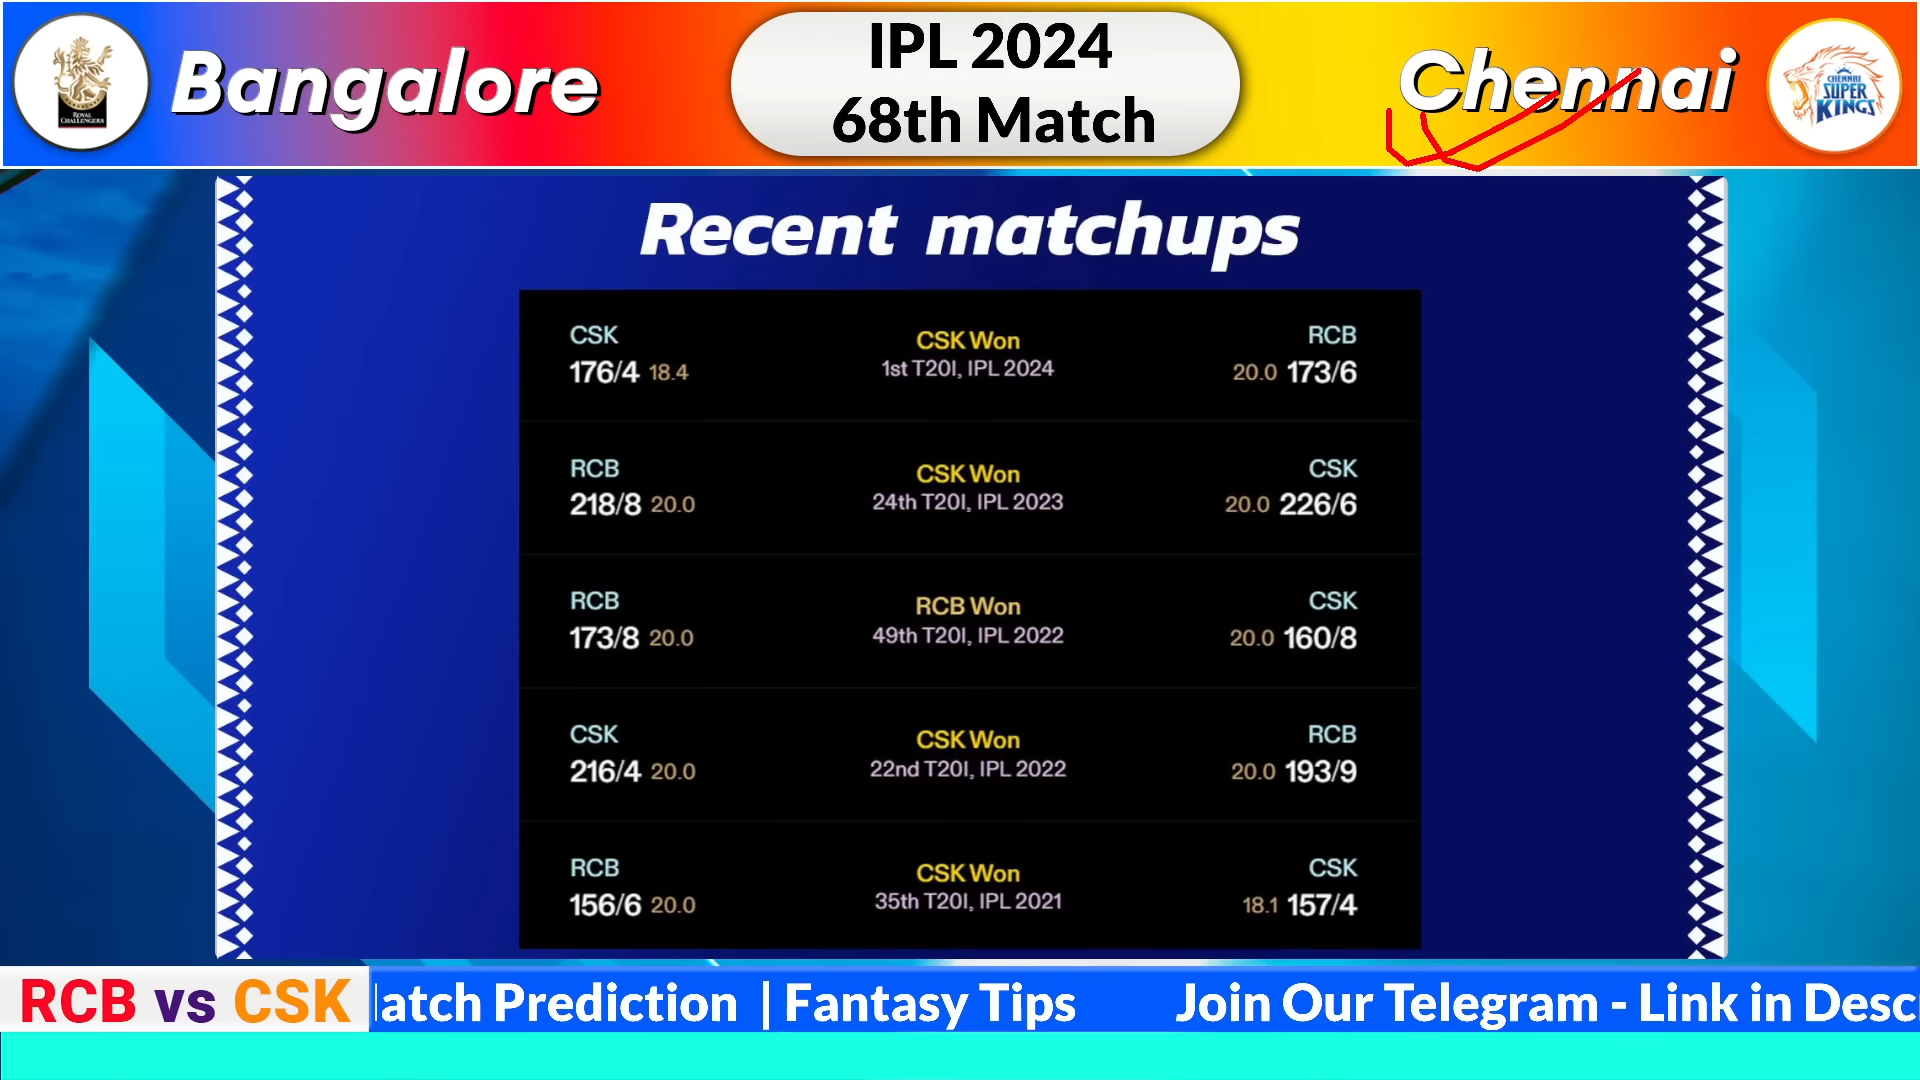 Bangalore
IPL 2024
68th Match
Chennai
ROYAL
CHALLENGERS
CHENNAI
SUPER
KINGS
Recent matchups
CSK
176/4 18.4
CSK Won
1st T20I, IPL 2024
RCB
20.0 173/6
RCB
218/8 20.0
CSK Won
24th T20I, IPL 2023
CSK
20.0 226/6
RCB
173/8 20.0
RCB Won
49th T20I, IPL 2022
CSK
20.0 160/8
CSK
216/4 20.0
CSK Won
22nd T20I, IPL 2022
RCB
20.0 193/9
RCB
156/6 20.0
CSK Won
35th T20I, IPL 2021
CSK
18.1 157/4
RCB vs CSK
atch Prediction | Fantasy Tips Join Our Telegram - Link in Desc